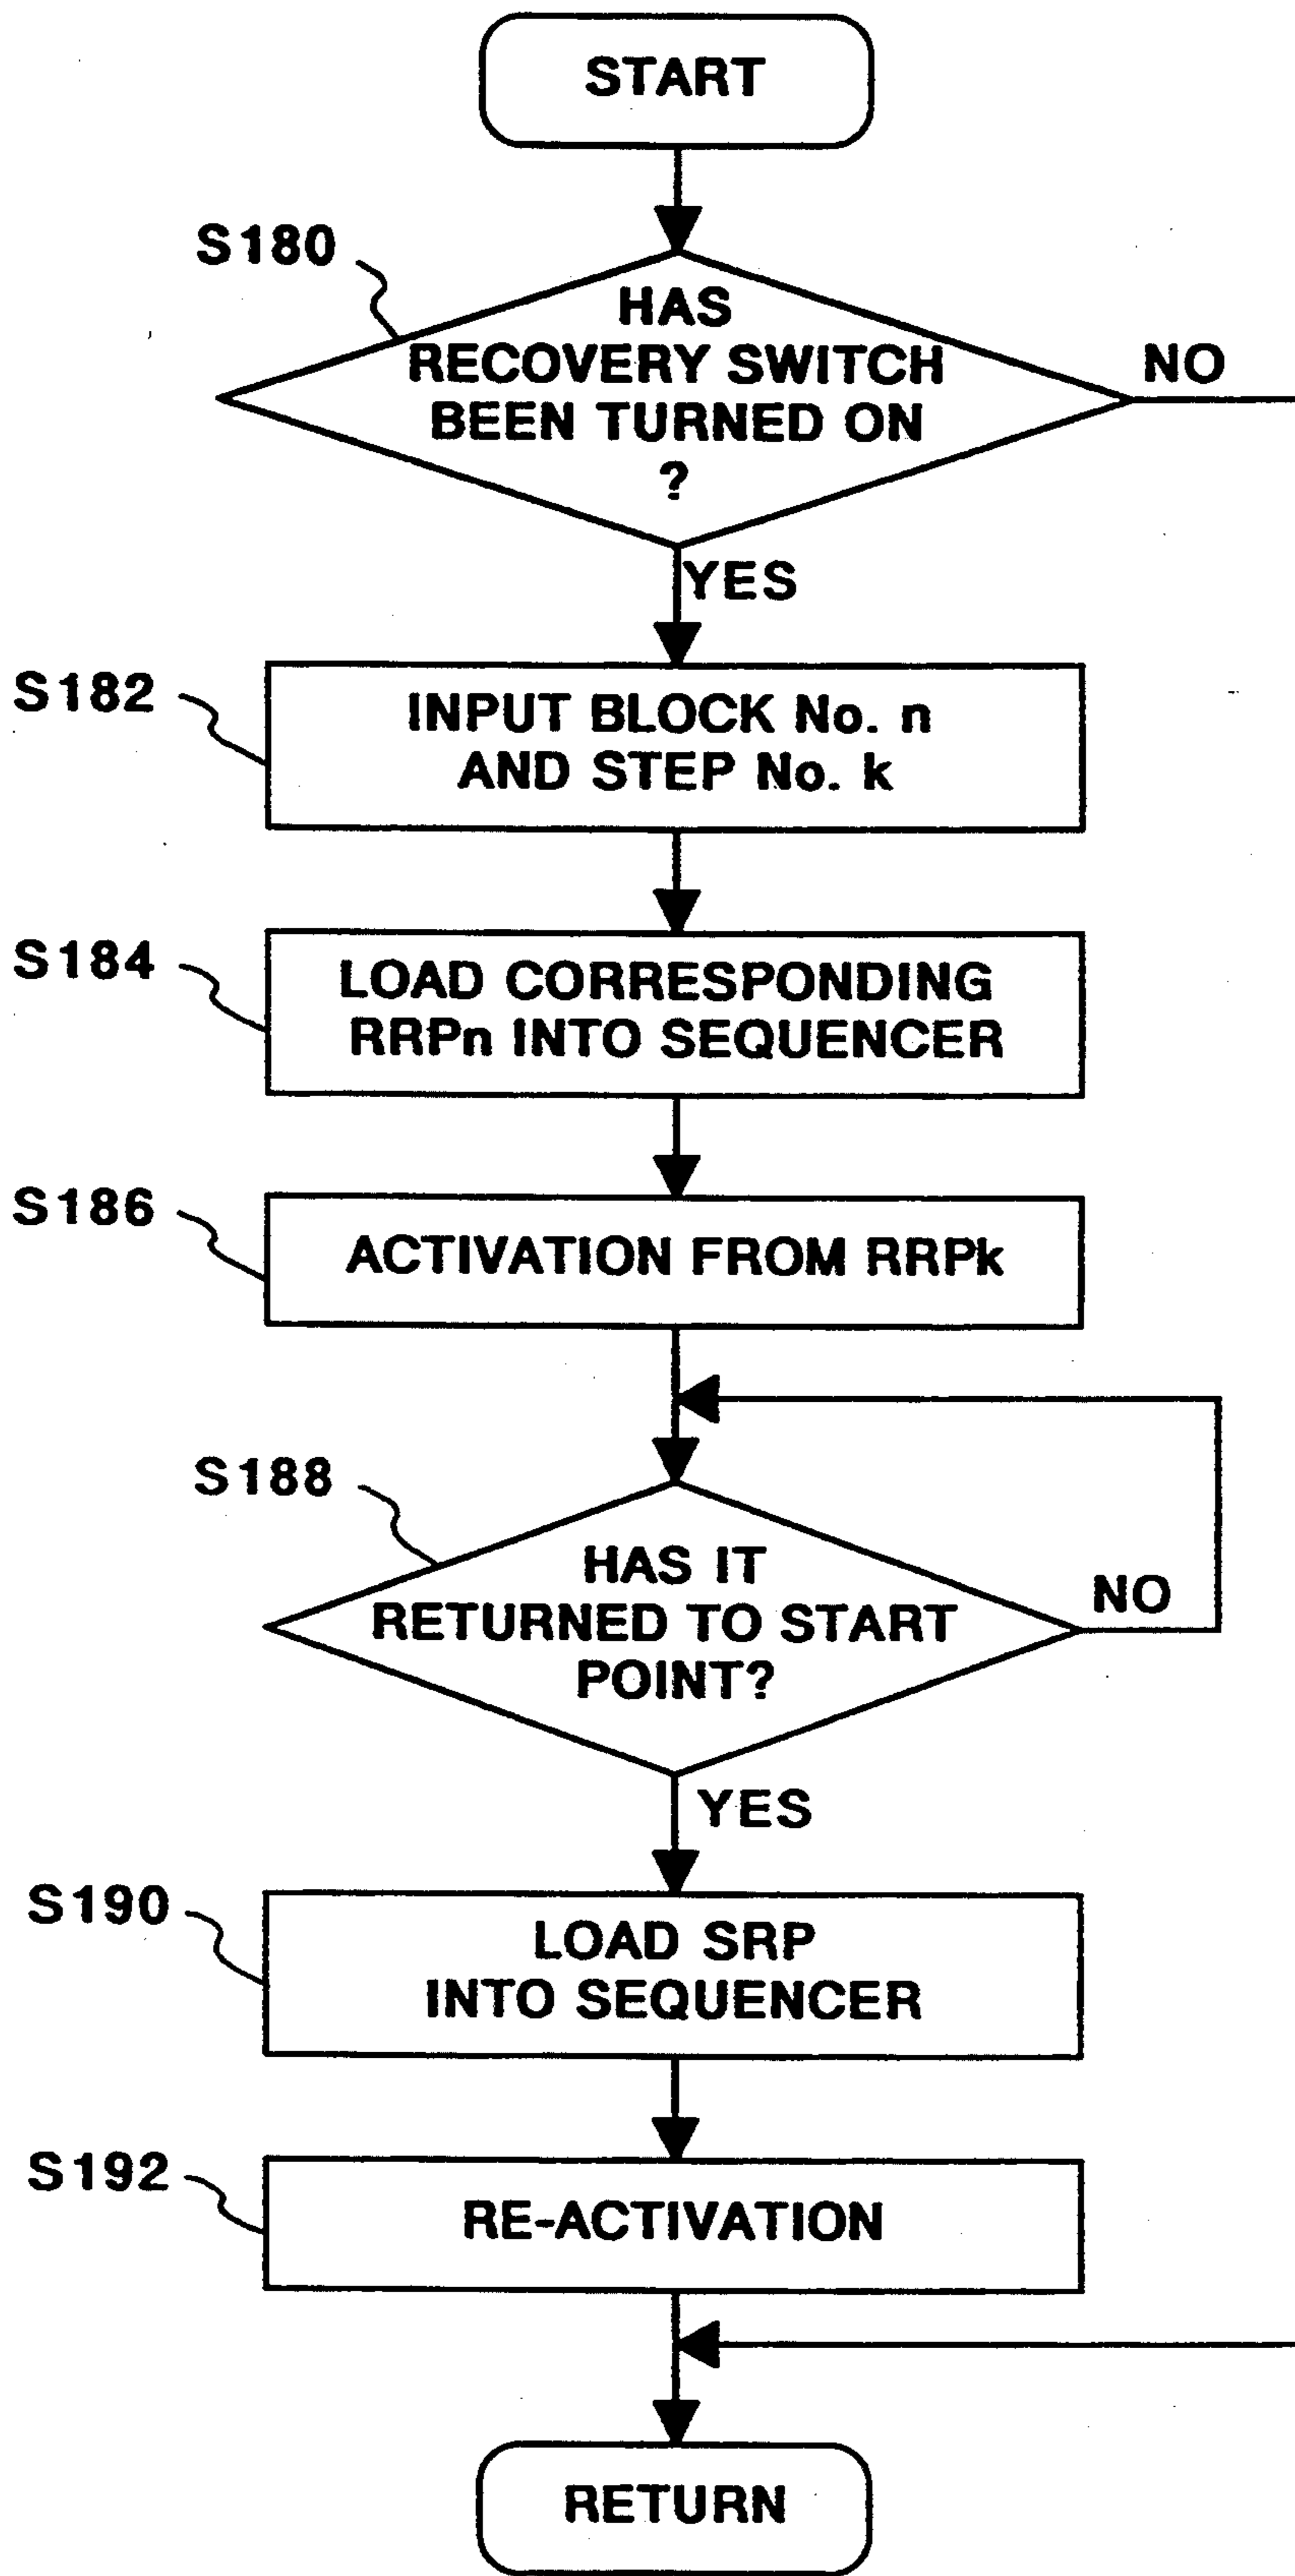 START
S180
HAS
RECOVERY SWITCH
BEEN TURNED ON
?
NO
YES
S182
INPUT BLOCK No. n
AND STEP No. k
S184
LOAD CORRESPONDING
RRPn INTO SEQUENCER
S186
ACTIVATION FROM RRPk
S188
HAS IT
RETURNED TO START
POINT?
NO
YES
S190
LOAD SRP
INTO SEQUENCER
S192
RE-ACTIVATION
RETURN